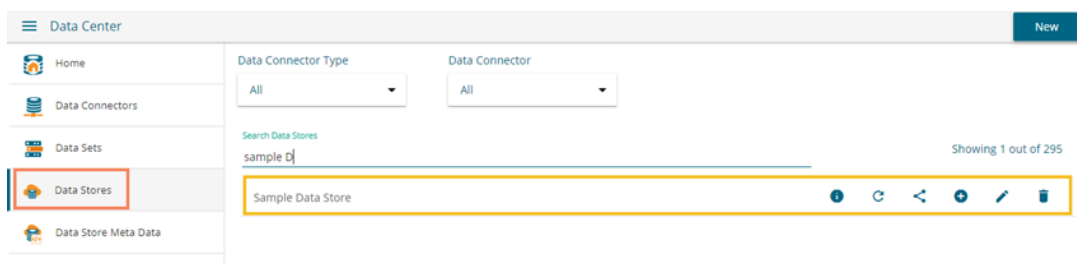 Data Center
New
Home
Data Connectors
Data Sets
Data Stores
Data Store Meta Data
Data Connector Type
Data Connector
All
All
Search Data Stores
sample D
Showing 1 out of 295
Sample Data Store